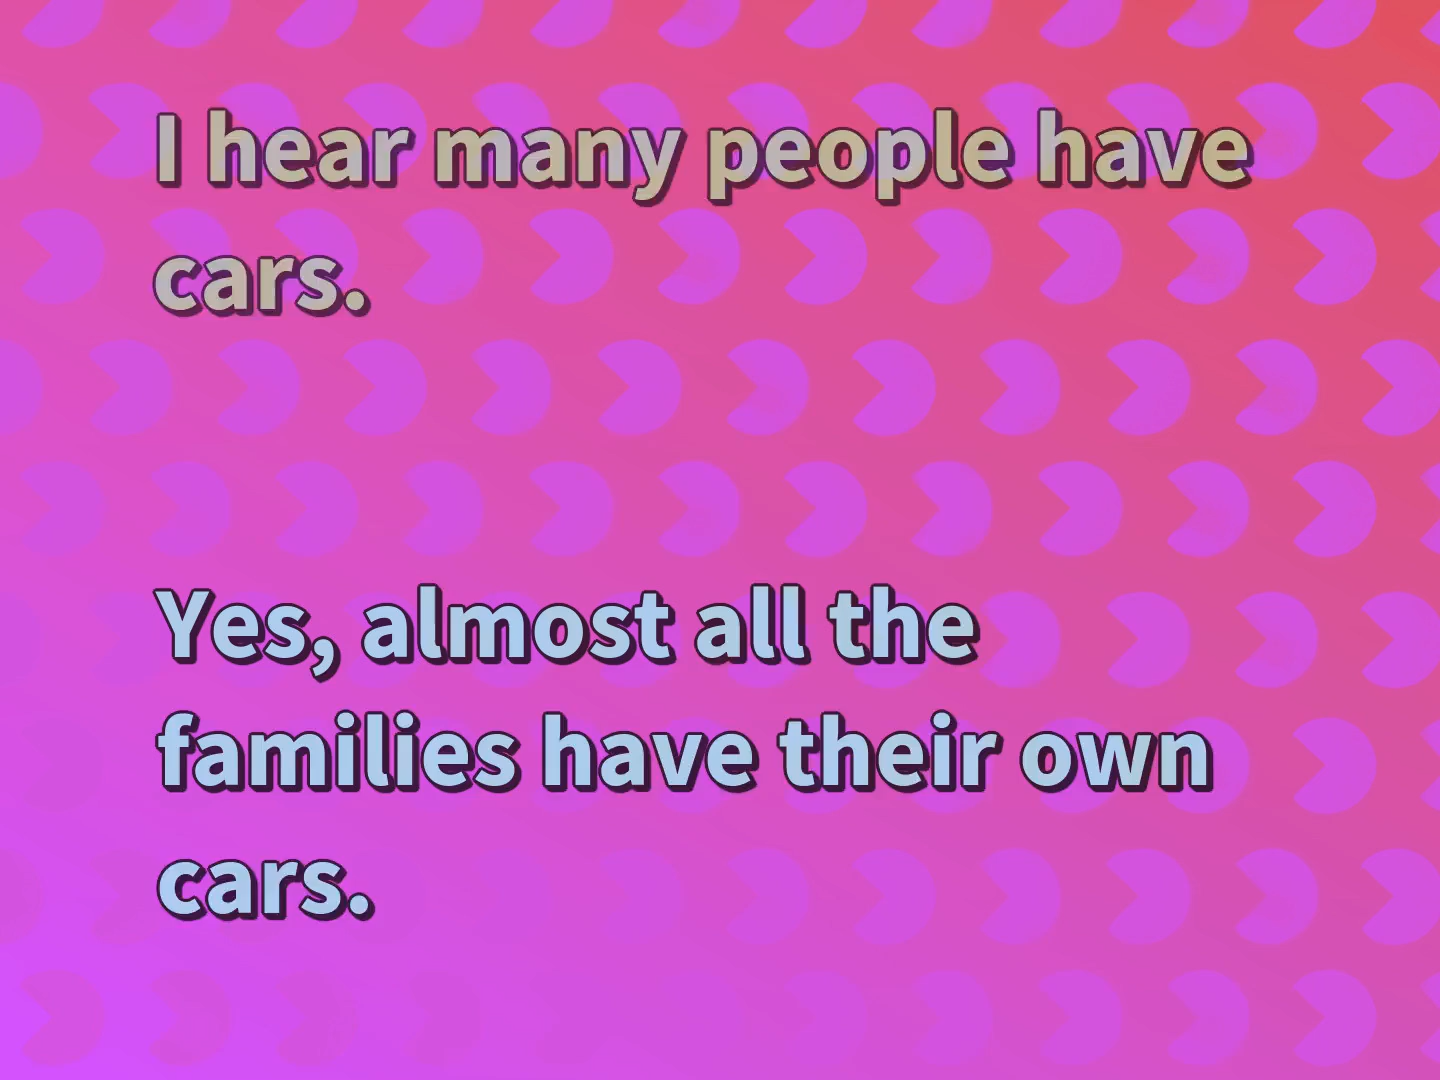 I hear many people have
cars.
Yes, almost all the
families have their own
cars.